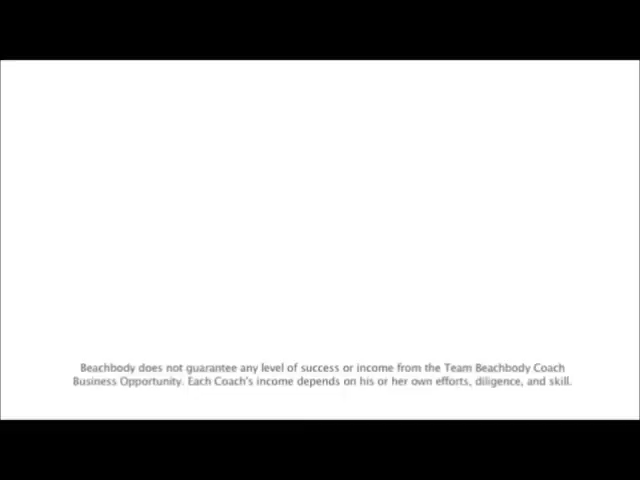 Beachbody does not guarantee any level of success or income from the Team Beachbody Coach
Business Opportunity. Each Coach's income depends on his or her own efforts, diligence, and skill.